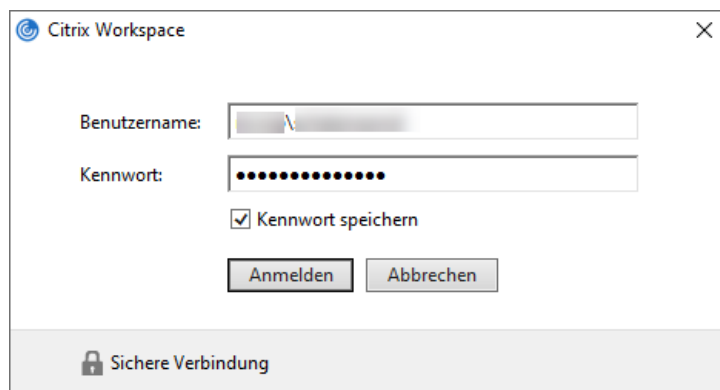 Citrix Workspace
Benutzername: \
Kennwort: ••••••••••••••
Kennwort speichern
Anmelden Abbrechen
Sichere Verbindung